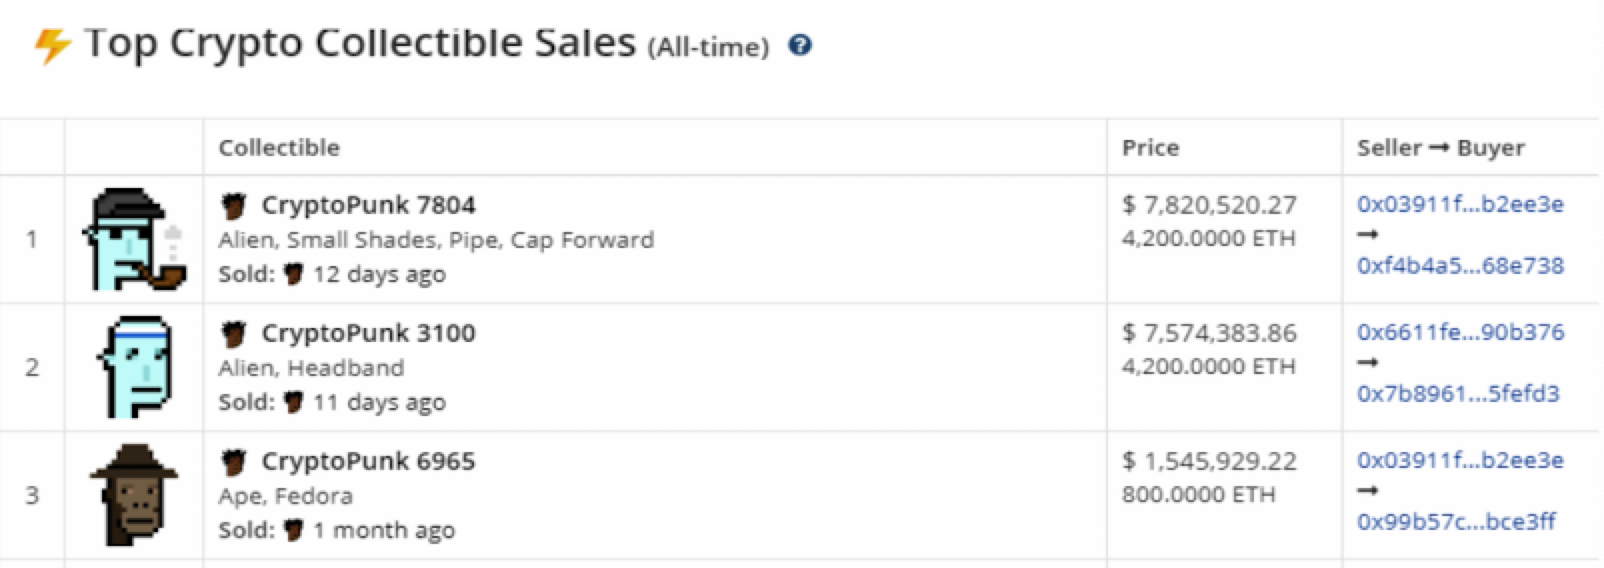 Top Crypto Collectible Sales (All-time) ?
Collectible Price Seller → Buyer
1
CryptoPunk 7804
Alien, Small Shades, Pipe, Cap Forward
Sold: 12 days ago
$ 7,820,520.27
4,200.0000 ETH
0x03911f...b2ee3e
→
0xf4b4a5...68e738
2
CryptoPunk 3100
Alien, Headband
Sold: 11 days ago
$ 7,574,383.86
4,200.0000 ETH
0x6611fe...90b376
→
0x7b8961...5fefd3
3
CryptoPunk 6965
Ape, Fedora
Sold: 1 month ago
$ 1,545,929.22
800.0000 ETH
0x03911f...b2ee3e
→
0x99b57c...bce3ff